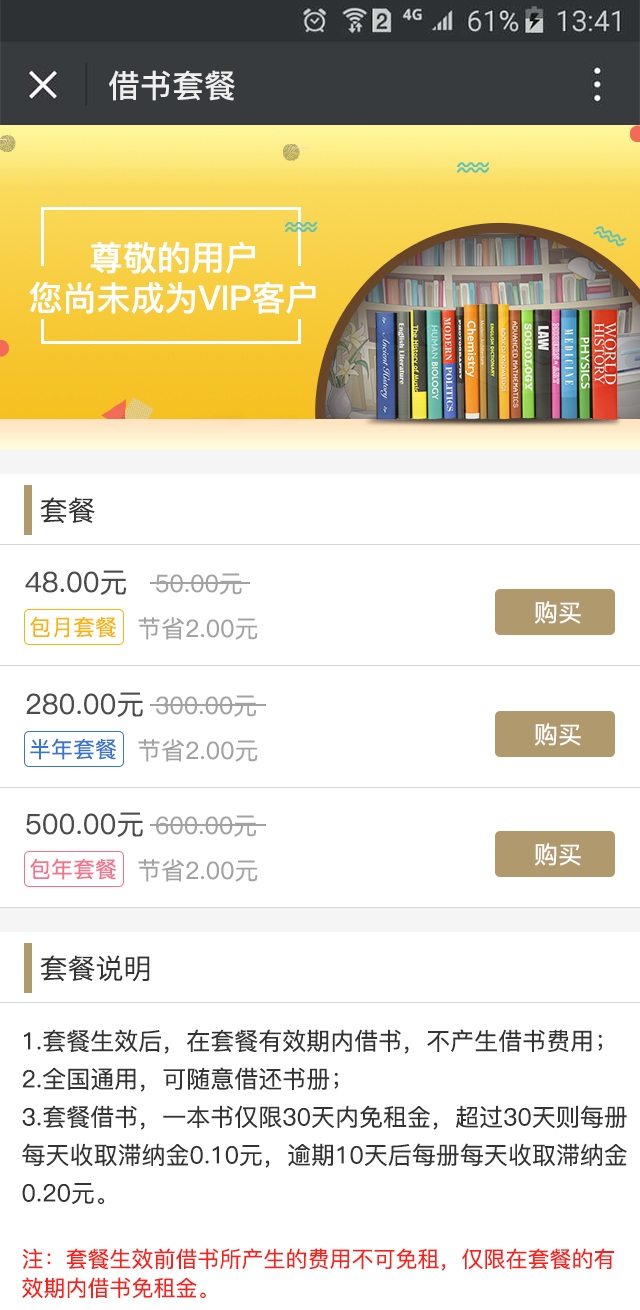 4G 61% 13:41
借书套餐
尊敬的用户
您尚未成为VIP客户
Ancient History
English Literature
The History of Music
HUMAN BIOLOGY
MODERN POLITICS
Chemistry
ENGLISH DICTIONARY
ADVANCED MATHEMATICS
SOCIOLOGY
LAW
MEDICINE
PHYSICS
WORLD HISTORY
套餐
48.00元 50.00元
包月套餐 节省2.00元
购买
280.00元 300.00元
半年套餐 节省2.00元
购买
500.00元 600.00元
包年套餐 节省2.00元
购买
套餐说明
1.套餐生效后，在套餐有效期内借书，不产生借书费用；
2.全国通用，可随意借还书册；
3.套餐借书，一本书仅限30天内免租金，超过30天则每册
每天收取滞纳金0.10元，逾期10天后每册每天收取滞纳金
0.20元。
注：套餐生效前借书所产生的费用不可免租，仅限在套餐的有
效期内借书免租金。